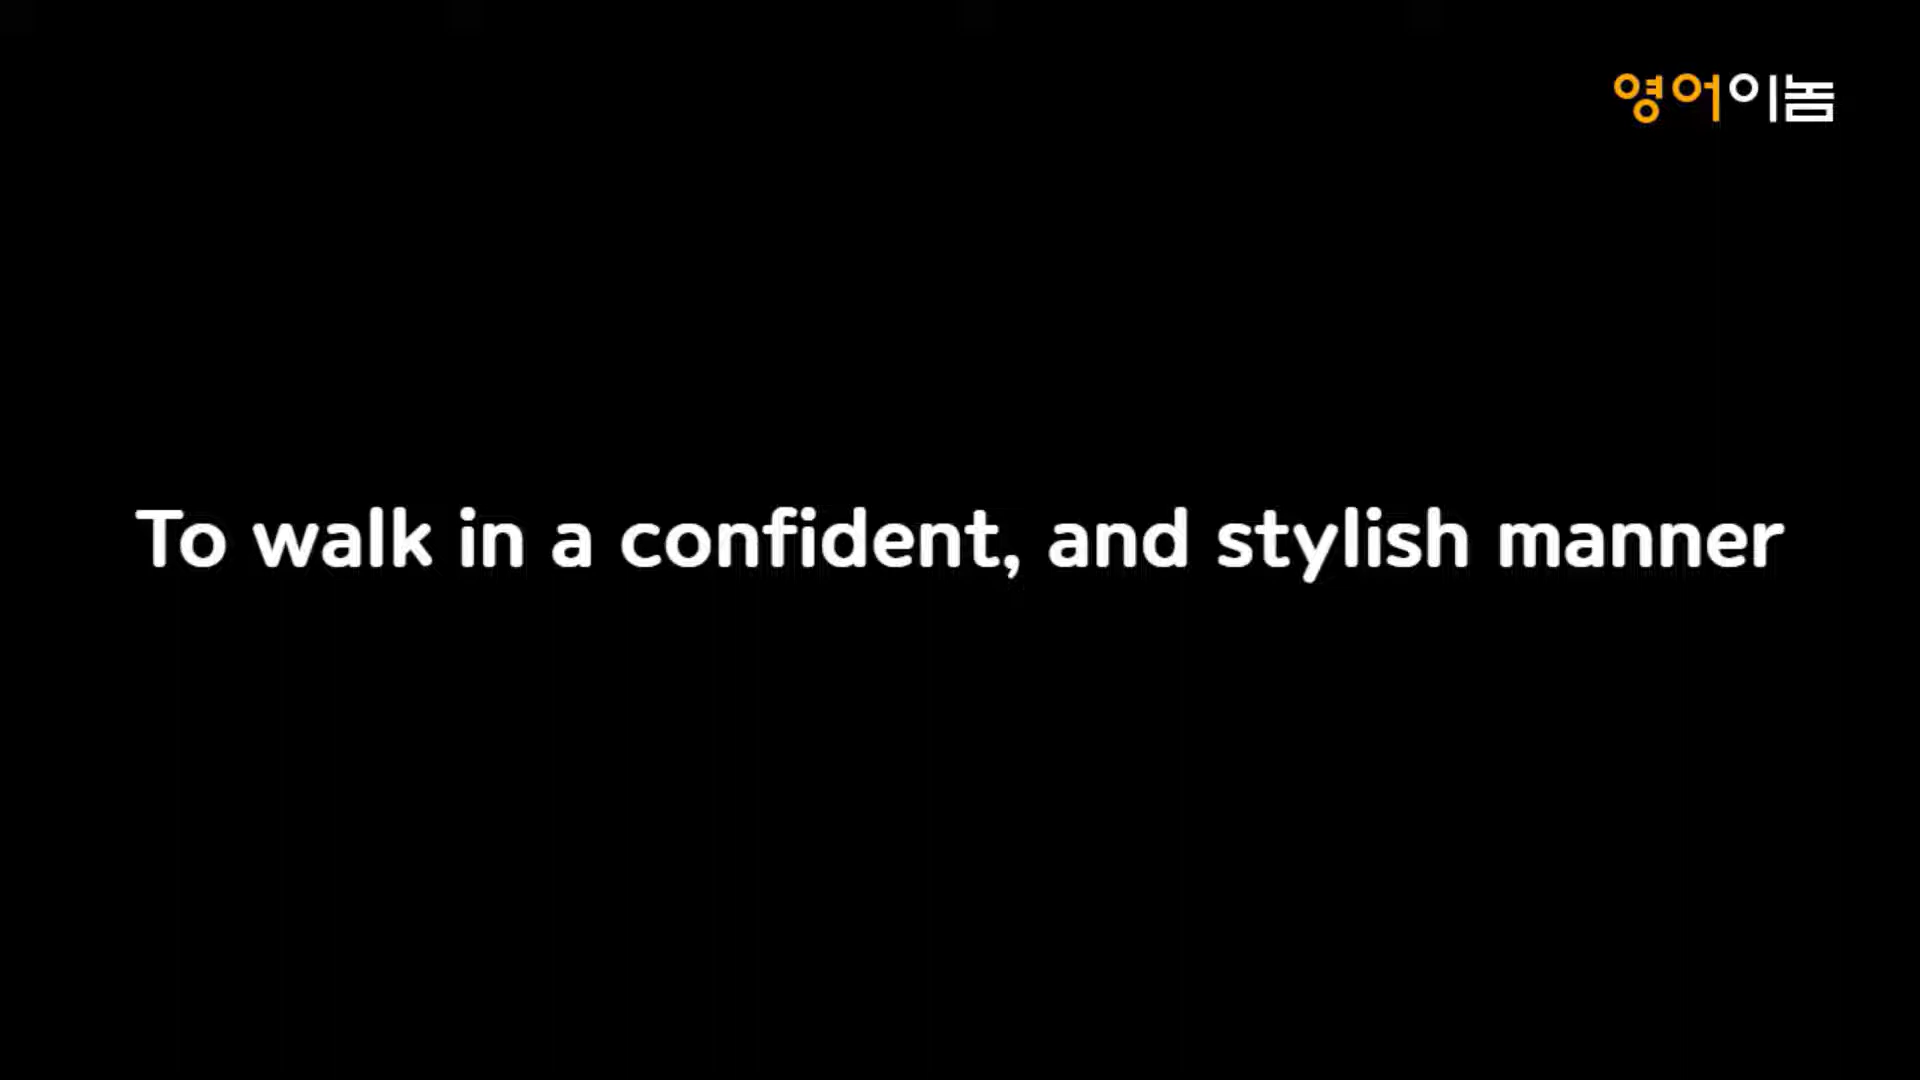 영어이놈
To walk in a confident, and stylish manner